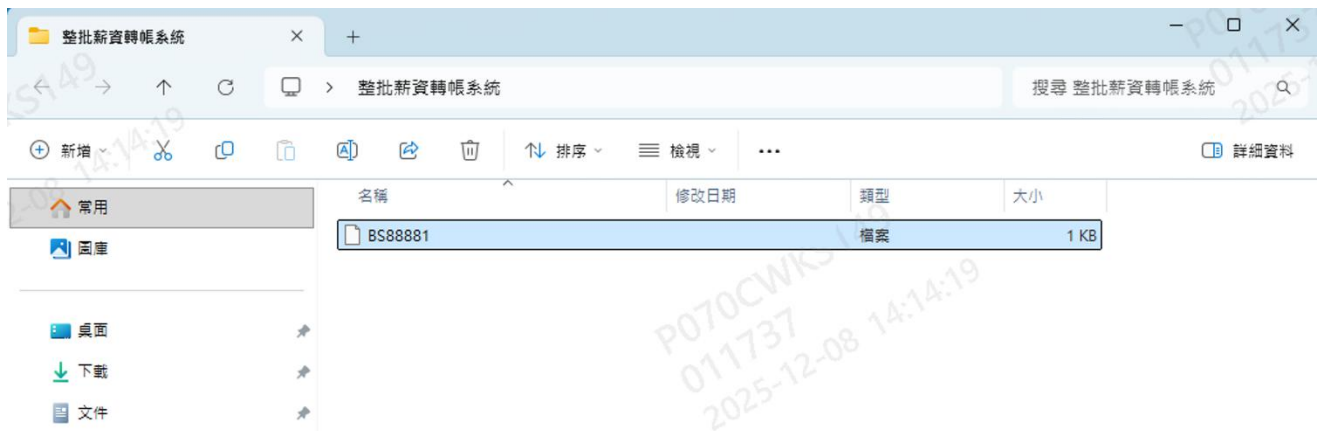 整批薪資轉帳系統
整批薪資轉帳系統
搜尋 整批薪資轉帳系統
新增
排序
檢視
詳細資料
常用
圖庫
桌面
下載
文件
名稱 修改日期 類型 大小
BS88881 檔案 1 KB
P070CWKS149
011737
2025-12-08 14:14:19